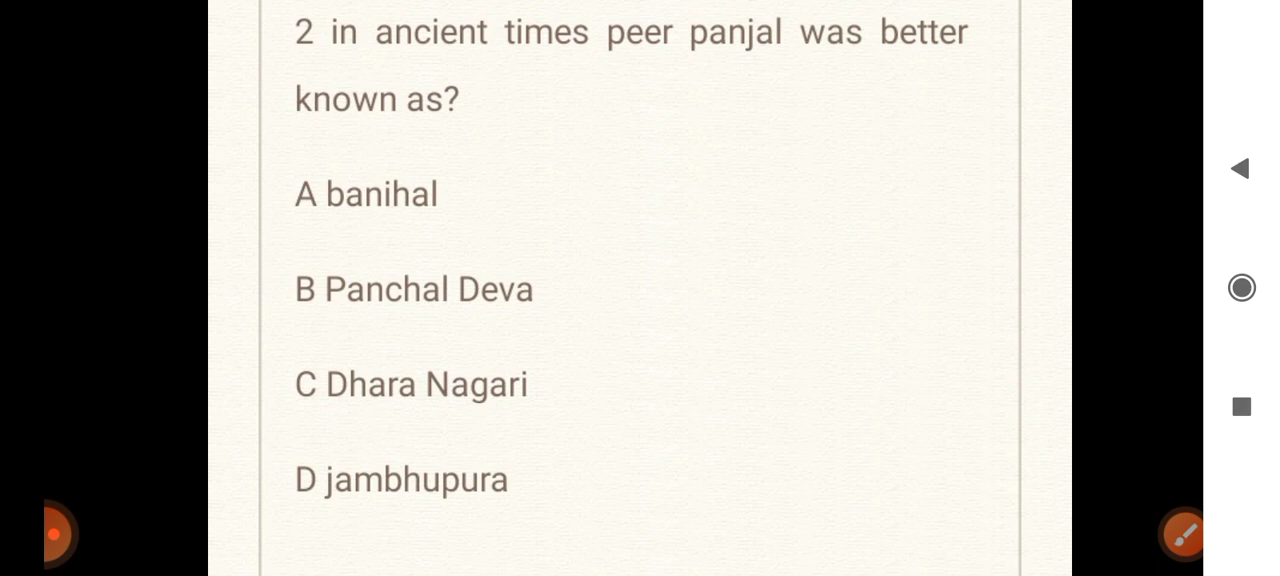 2 in ancient times peer panjal was better
known as?
A banihal
B Panchal Deva
C Dhara Nagari
D jambhupura